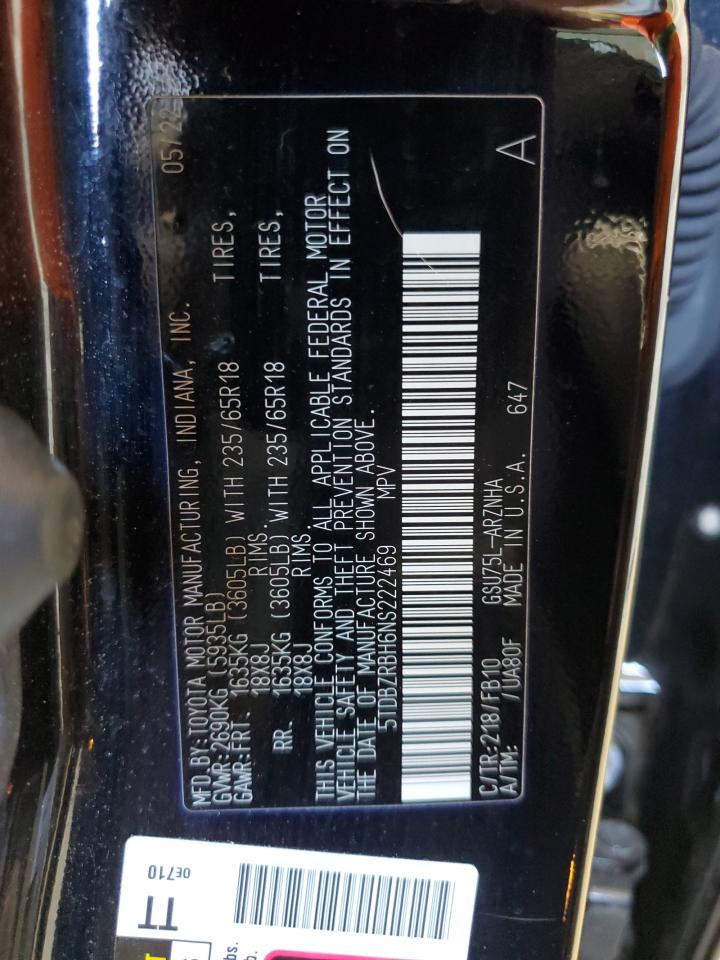 MFD. BY: TOYOTA MOTOR MANUFACTURING, INDIANA, INC. 05/22
GVWR: 2690KG (5935LB)
GAWR: FRT. 1635KG (3605LB) WITH 235/65R18 TIRES,
18X8J RIMS.
RR. 1635KG (3605LB) WITH 235/65R18 TIRES,
18X8J RIMS.
THIS VEHICLE CONFORMS TO ALL APPLICABLE FEDERAL MOTOR
VEHICLE SAFETY AND THEFT PREVENTION STANDARDS IN EFFECT ON
THE DATE OF MANUFACTURE SHOWN ABOVE.
5TDBZRBH6NS222469 MPV
C/TR: 218/FB10 GSU75L-ARZNHA
A/TM: /UA80F MADE IN U.S.A. 647 A
0E710